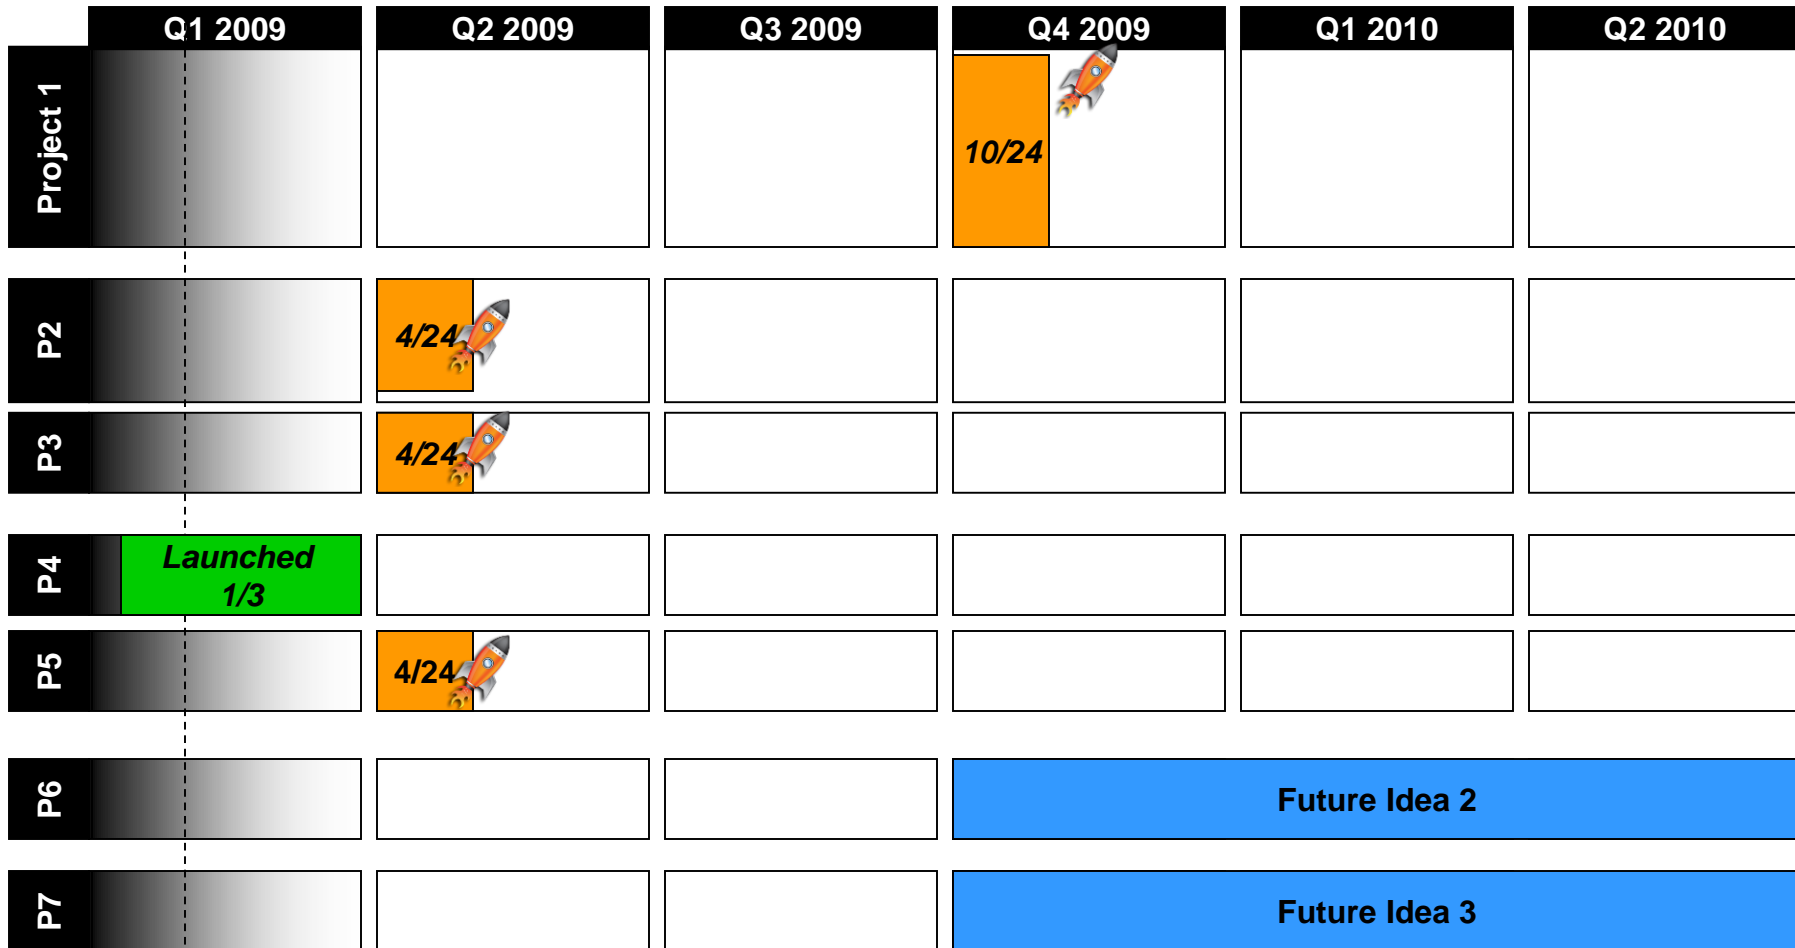 Q1 2009
Q2 2009
Q3 2009
Q4 2009
Q1 2010
Q2 2010
Project 1
10/24
P2
4/24
P3
4/24
P4
Launched
1/3
P5
4/24
P6
Future Idea 2
P7
Future Idea 3